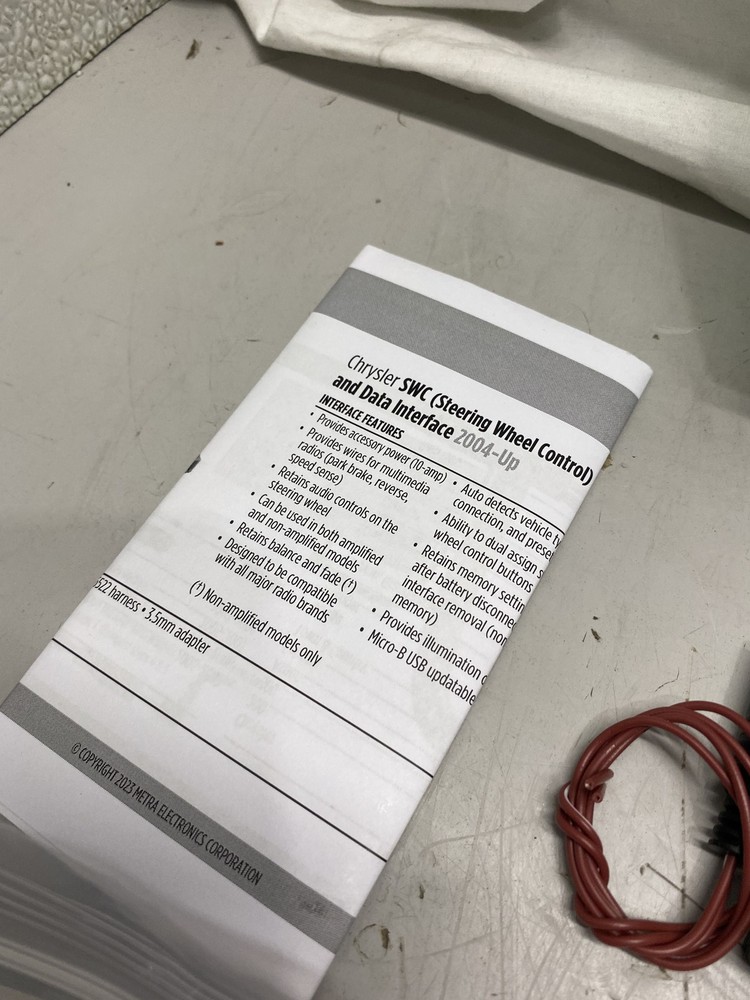 Chrysler SWC (Steering Wheel Control)
and Data Interface 2004-Up
INTERFACE FEATURES
• Provides accessory power (10-amp)
• Provides wires for multimedia
radios (park brake, reverse,
speed sense)
• Retains audio controls on the
steering wheel
• Can be used in both amplified
and non-amplified models
• Retains balance and fade (†)
• Designed to be compatible
with all major radio brands
(†) Non-amplified models only
• Auto detects vehicle
connection, and
• Ability to dual assign
wheel control buttons
• Retains memory
after battery
interface removal
memory)
• Provides illumination
• Micro-B USB updatable
harness • 3.5mm adapter
© COPYRIGHT 2023 METRA ELECTRONICS CORPORATION